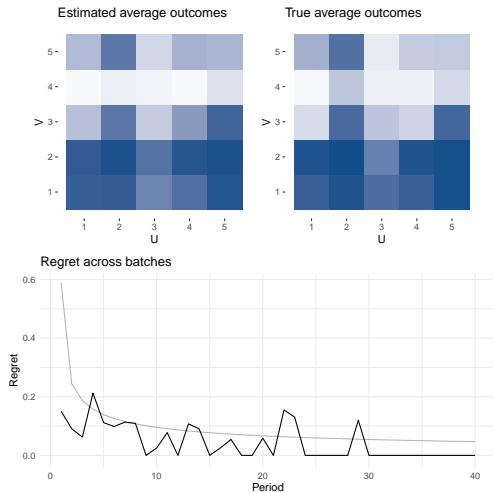 Estimated average outcomes
True average outcomes
5
4
3
2
1
V
1 2 3 4 5
U
5
4
3
2
1
V
1 2 3 4 5
U
Regret across batches
0.6
0.4
0.2
0.0
Regret
0 10 20 30 40
Period